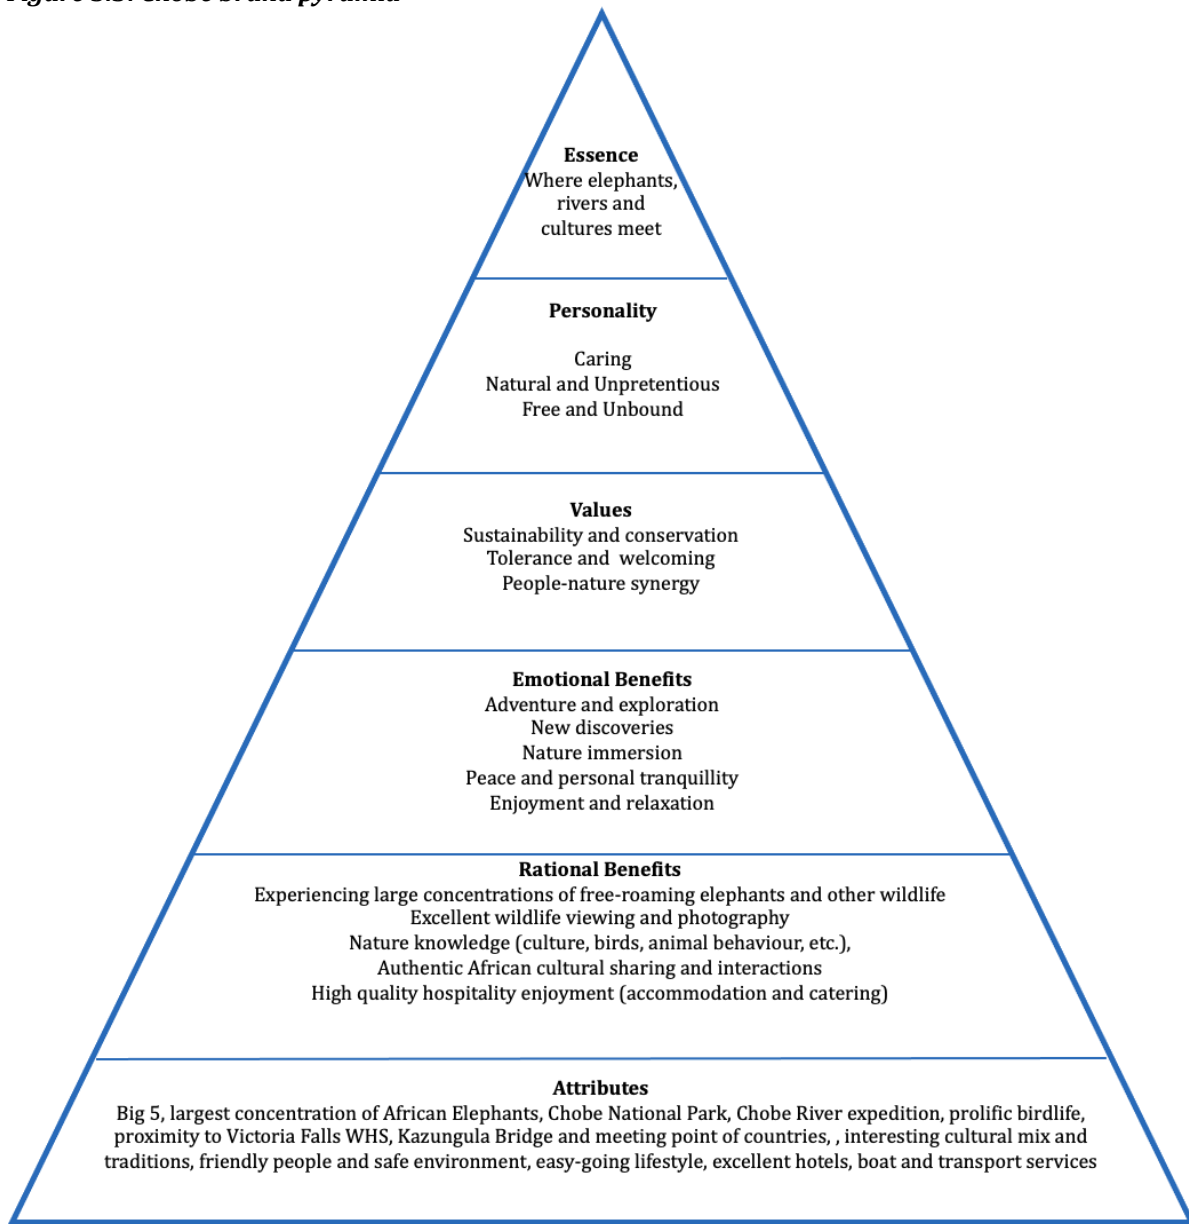 Figure 3.3: Chobe brand pyramid
Essence
Where elephants,
rivers and
cultures meet
Personality
Caring
Natural and Unpretentious
Free and Unbound
Values
Sustainability and conservation
Tolerance and  welcoming
People-nature synergy
Emotional Benefits
Adventure and exploration
New discoveries
Nature immersion
Peace and personal tranquillity
Enjoyment and relaxation
Rational Benefits
Experiencing large concentrations of free-roaming elephants and other wildlife
Excellent wildlife viewing and photography
Nature knowledge (culture, birds, animal behaviour, etc.),
Authentic African cultural sharing and interactions
High quality hospitality enjoyment (accommodation and catering)
Attributes
Big 5, largest concentration of African Elephants, Chobe National Park, Chobe River expedition, prolific birdlife,
proximity to Victoria Falls WHS, Kazungula Bridge and meeting point of countries, , interesting cultural mix and
traditions, friendly people and safe environment, easy-going lifestyle, excellent hotels, boat and transport services